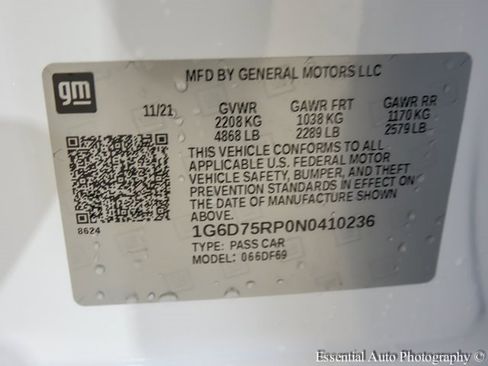 MFD BY GENERAL MOTORS LLC
gm
11/21 GVWR GAWR FRT GAWR RR
2208 KG 1038 KG 1170 KG
4868 LB 2289 LB 2579 LB
THIS VEHICLE CONFORMS TO ALL
APPLICABLE U.S. FEDERAL MOTOR
VEHICLE SAFETY, BUMPER, AND THEFT
PREVENTION STANDARDS IN EFFECT ON
THE DATE OF MANUFACTURE SHOWN
ABOVE.
8624
1G6D75RP0N0410236
TYPE: PASS CAR
MODEL: 066DF69
Essential Auto Photography ©